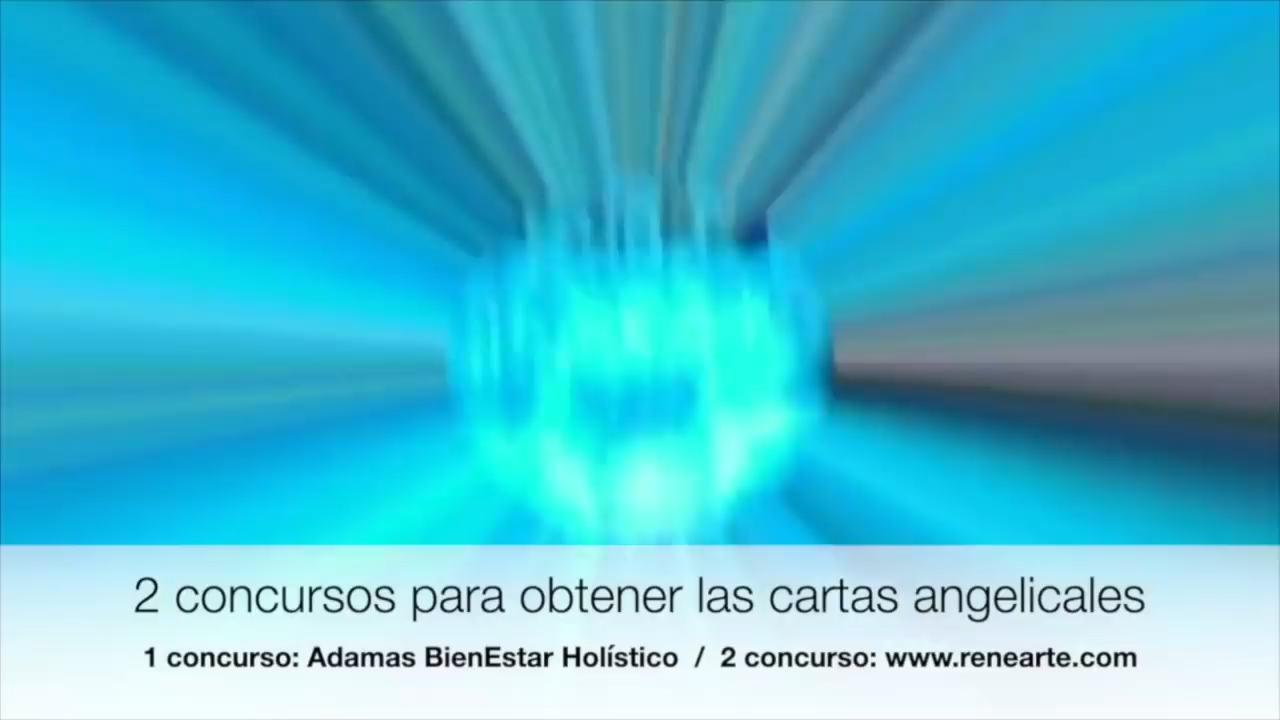 2 concursos para obtener las cartas angelicales
1 concurso: Adamas BienEstar Holístico / 2 concurso: www.renearte.com